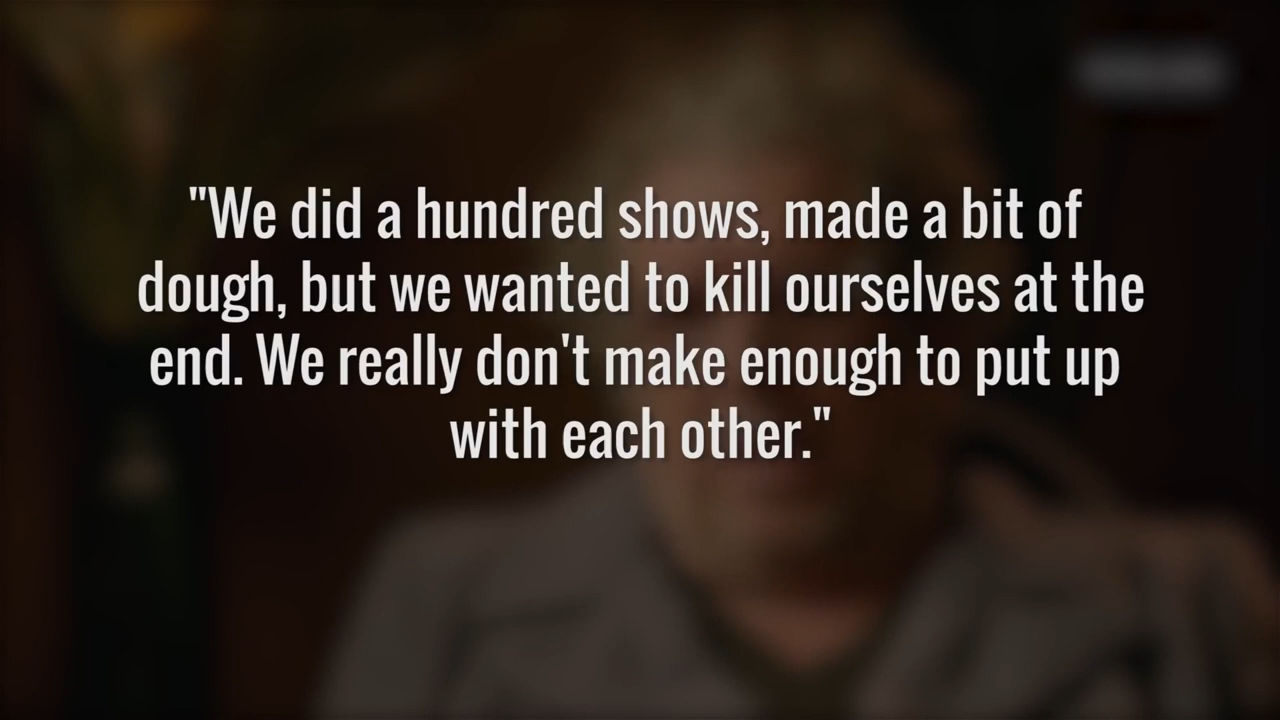 "We did a hundred shows, made a bit of
dough, but we wanted to kill ourselves at the
end. We really don't make enough to put up
with each other."